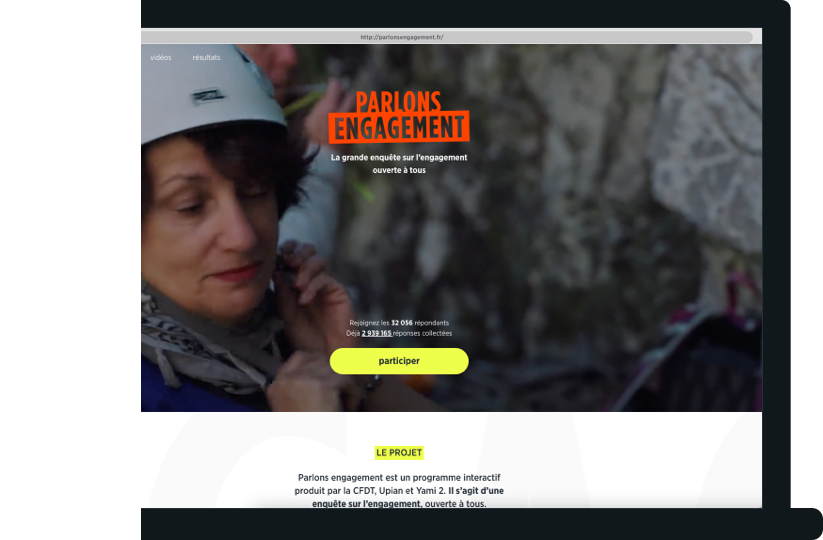 http://parlonsengagement.fr/
vidéos résultats
PARLONS
ENGAGEMENT
La grande enquête sur l'engagement
ouverte à tous
Rejoignez les 32 056 répondants
Déjà 2 939 165 réponses collectées
participer
LE PROJET
Parlons engagement est un programme interactif
produit par la CFDT, Upian et Yami 2. Il s'agit d'une
enquête sur l'engagement, ouverte à tous.